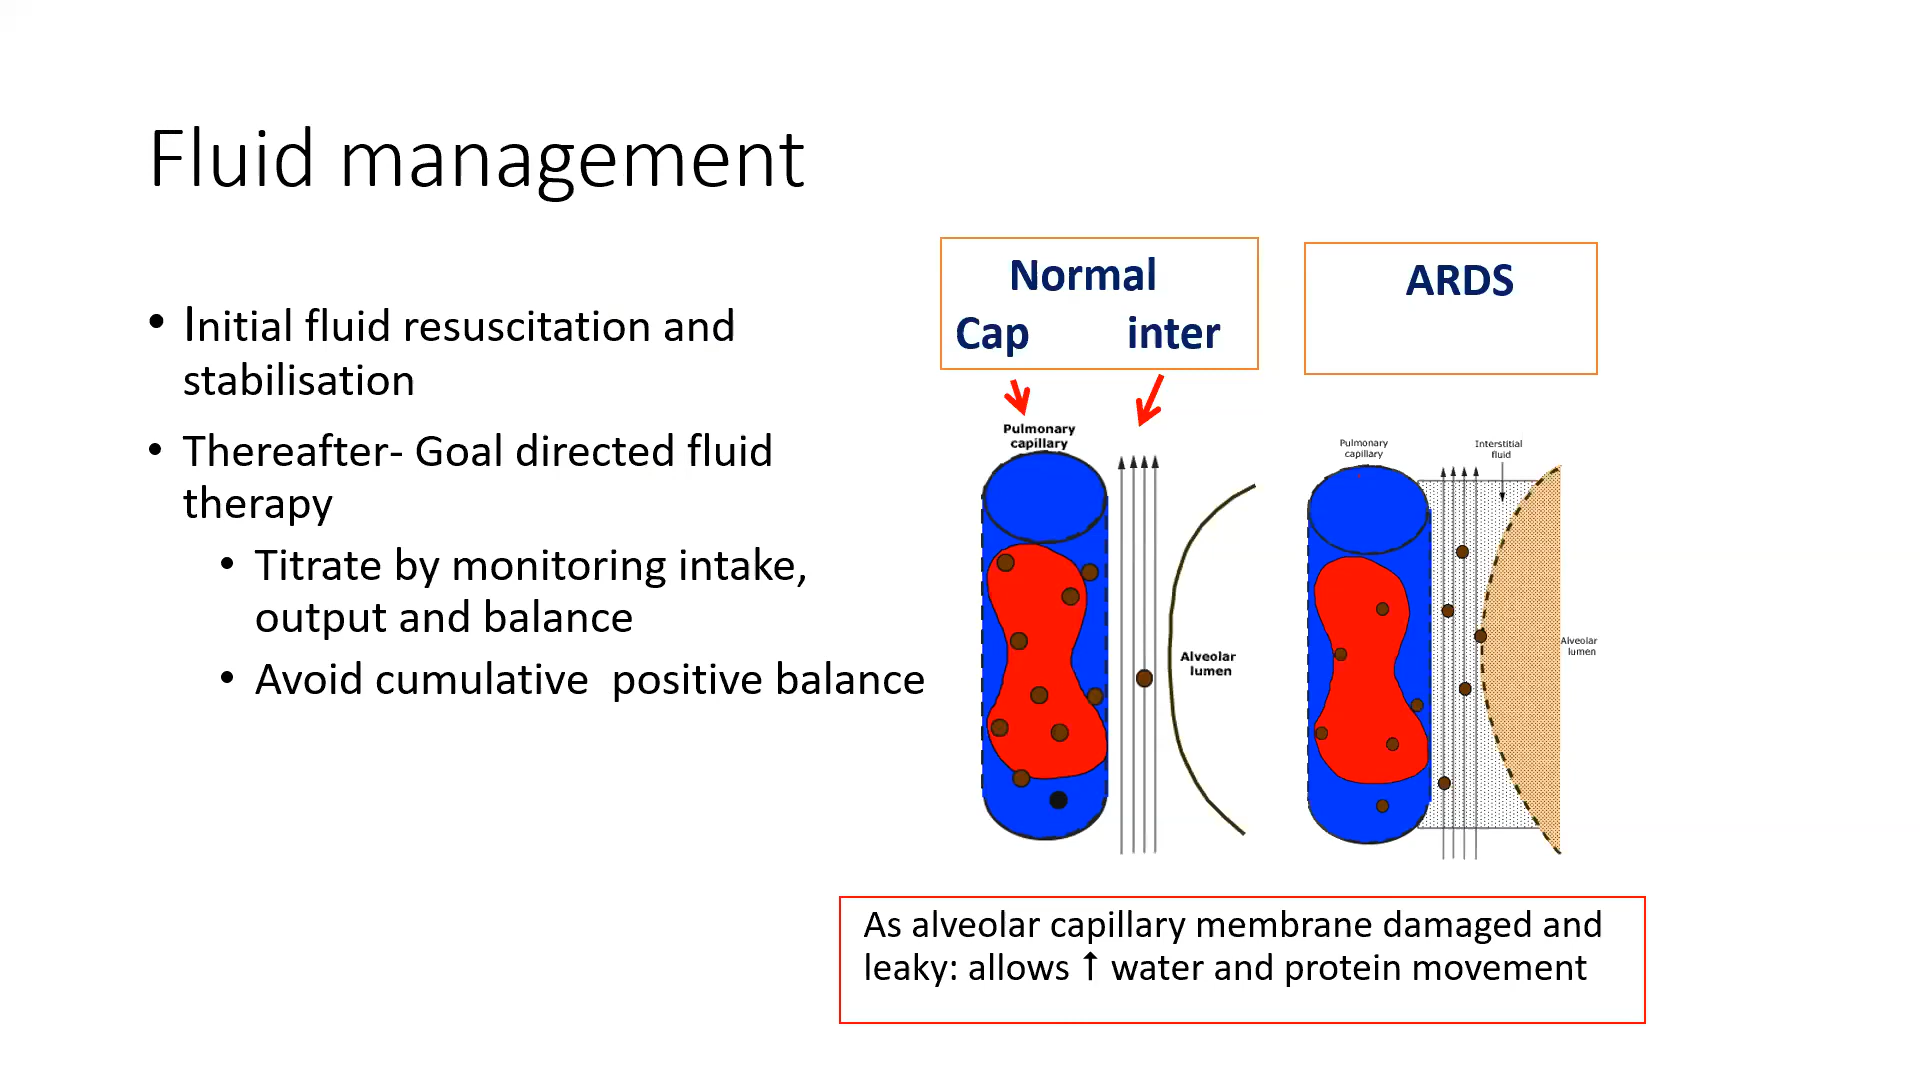 Fluid management
• Initial fluid resuscitation and
stabilisation
• Thereafter- Goal directed fluid
therapy
• Titrate by monitoring intake,
output and balance
• Avoid cumulative  positive balance
Normal
Cap inter
Pulmonary
capillary
Alveolar
lumen
ARDS
Pulmonary
capillary
Interstitial
fluid
Alveolar
lumen
As alveolar capillary membrane damaged and
leaky: allows ↑ water and protein movement